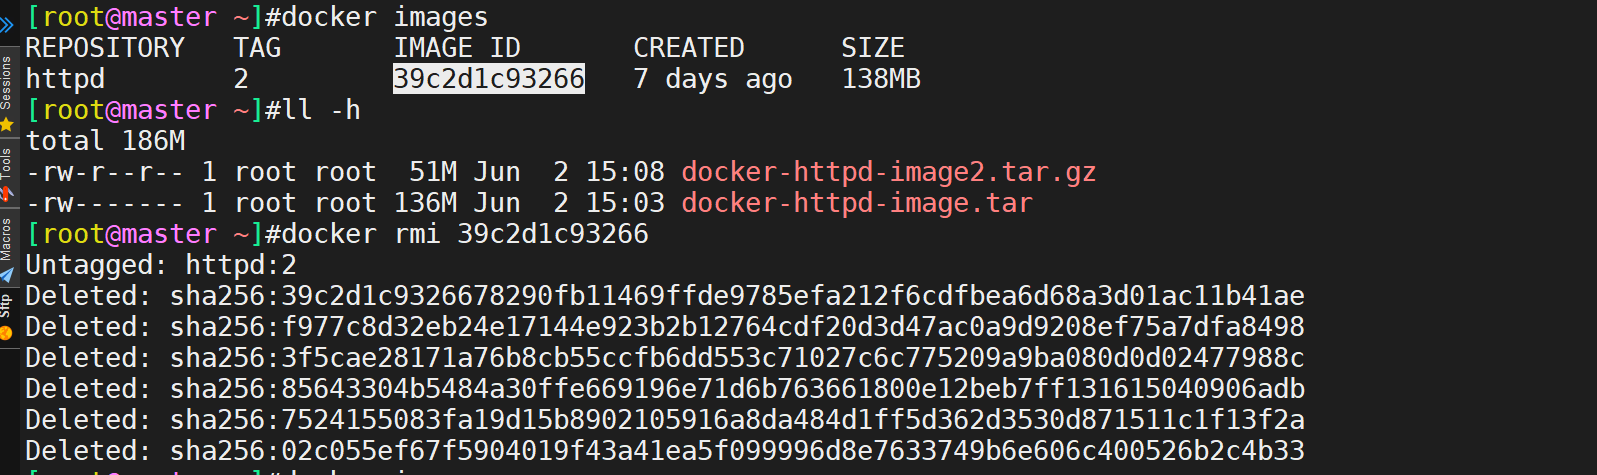 [root@master ~]#docker images
REPOSITORY   TAG       IMAGE ID       CREATED      SIZE
httpd        2         39c2d1c93266   7 days ago   138MB
[root@master ~]#ll -h
total 186M
-rw-r--r-- 1 root root  51M Jun  2 15:08 docker-httpd-image2.tar.gz
-rw------- 1 root root 136M Jun  2 15:03 docker-httpd-image.tar
[root@master ~]#docker rmi 39c2d1c93266
Untagged: httpd:2
Deleted: sha256:39c2d1c9326678290fb11469ffde9785efa212f6cdfbea6d68a3d01ac11b41ae
Deleted: sha256:f977c8d32eb24e17144e923b2b12764cdf20d3d47ac0a9d9208ef75a7dfa8498
Deleted: sha256:3f5cae28171a76b8cb55ccfb6dd553c71027c6c775209a9ba080d0d02477988c
Deleted: sha256:85643304b5484a30ffe669196e71d6b763661800e12beb7ff131615040906adb
Deleted: sha256:7524155083fa19d15b8902105916a8da484d1ff5d362d3530d871511c1f13f2a
Deleted: sha256:02c055ef67f5904019f43a41ea5f099996d8e7633749b6e606c400526b2c4b33
Sessions
Tools
Macros
Sftp